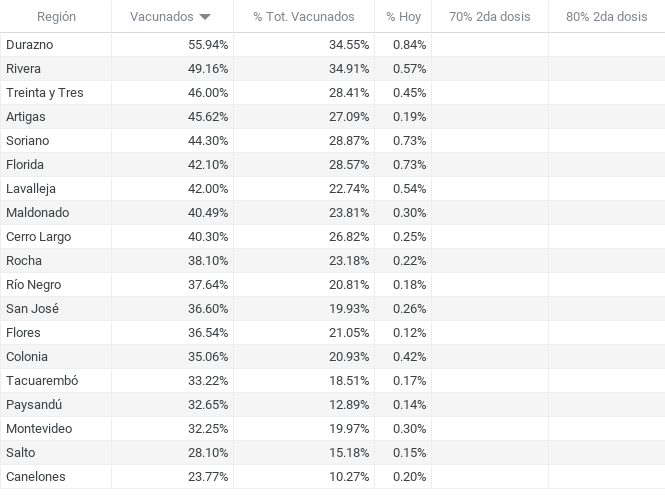 Región Vacunados % Tot. Vacunados % Hoy 70% 2da dosis 80% 2da dosis
Durazno 55.94% 34.55% 0.84%
Rivera 49.16% 34.91% 0.57%
Treinta y Tres 46.00% 28.41% 0.45%
Artigas 45.62% 27.09% 0.19%
Soriano 44.30% 28.87% 0.73%
Florida 42.10% 28.57% 0.73%
Lavalleja 42.00% 22.74% 0.54%
Maldonado 40.49% 23.81% 0.30%
Cerro Largo 40.30% 26.82% 0.25%
Rocha 38.10% 23.18% 0.22%
Río Negro 37.64% 20.81% 0.18%
San José 36.60% 19.93% 0.26%
Flores 36.54% 21.05% 0.12%
Colonia 35.06% 20.93% 0.42%
Tacuarembó 33.22% 18.51% 0.17%
Paysandú 32.65% 12.89% 0.14%
Montevideo 32.25% 19.97% 0.30%
Salto 28.10% 15.18% 0.15%
Canelones 23.77% 10.27% 0.20%